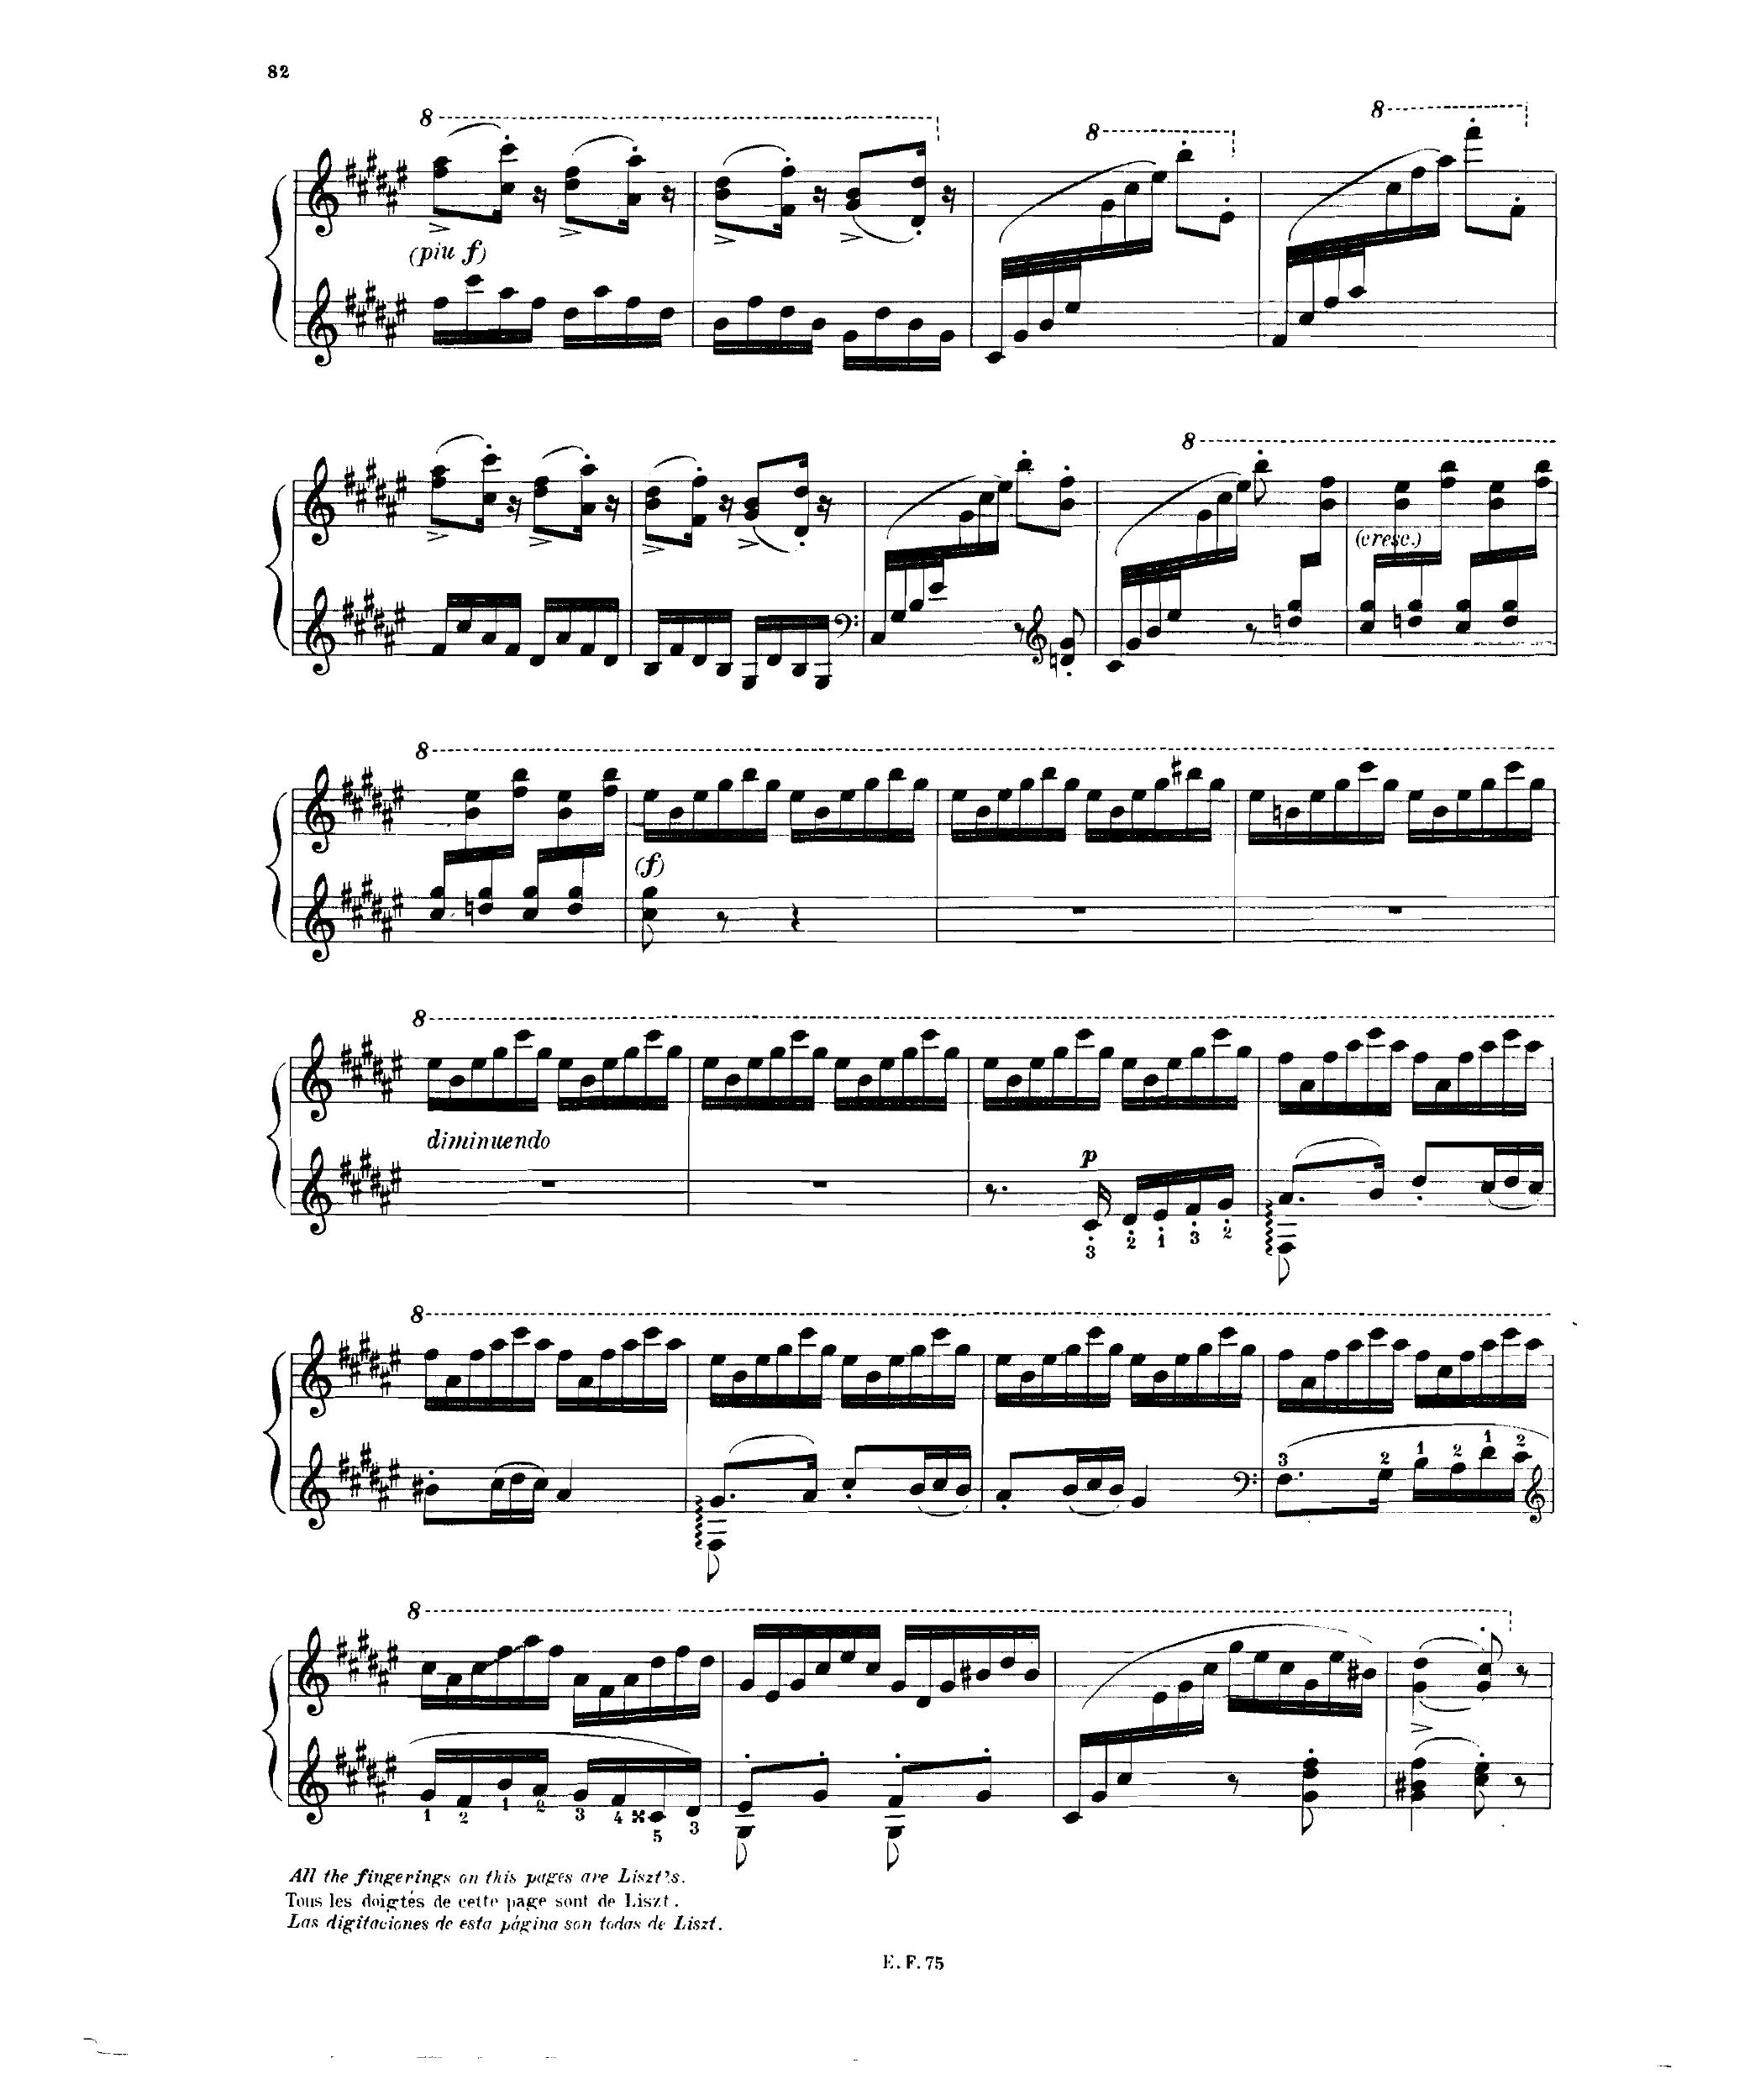 82
8
8
8
(piu f)
8
(cresc.)
8
(f)
8
diminuendo
p
3 2 1 3 2
8
3 2 1 2 1 2
8
1 2 1 2 3 4 5 3
All the fingerings on this pages are Liszt's.
Tous les doigtés de cette page sont de Liszt.
Las digitaciones de esta página son todas de Liszt.
E. F. 75